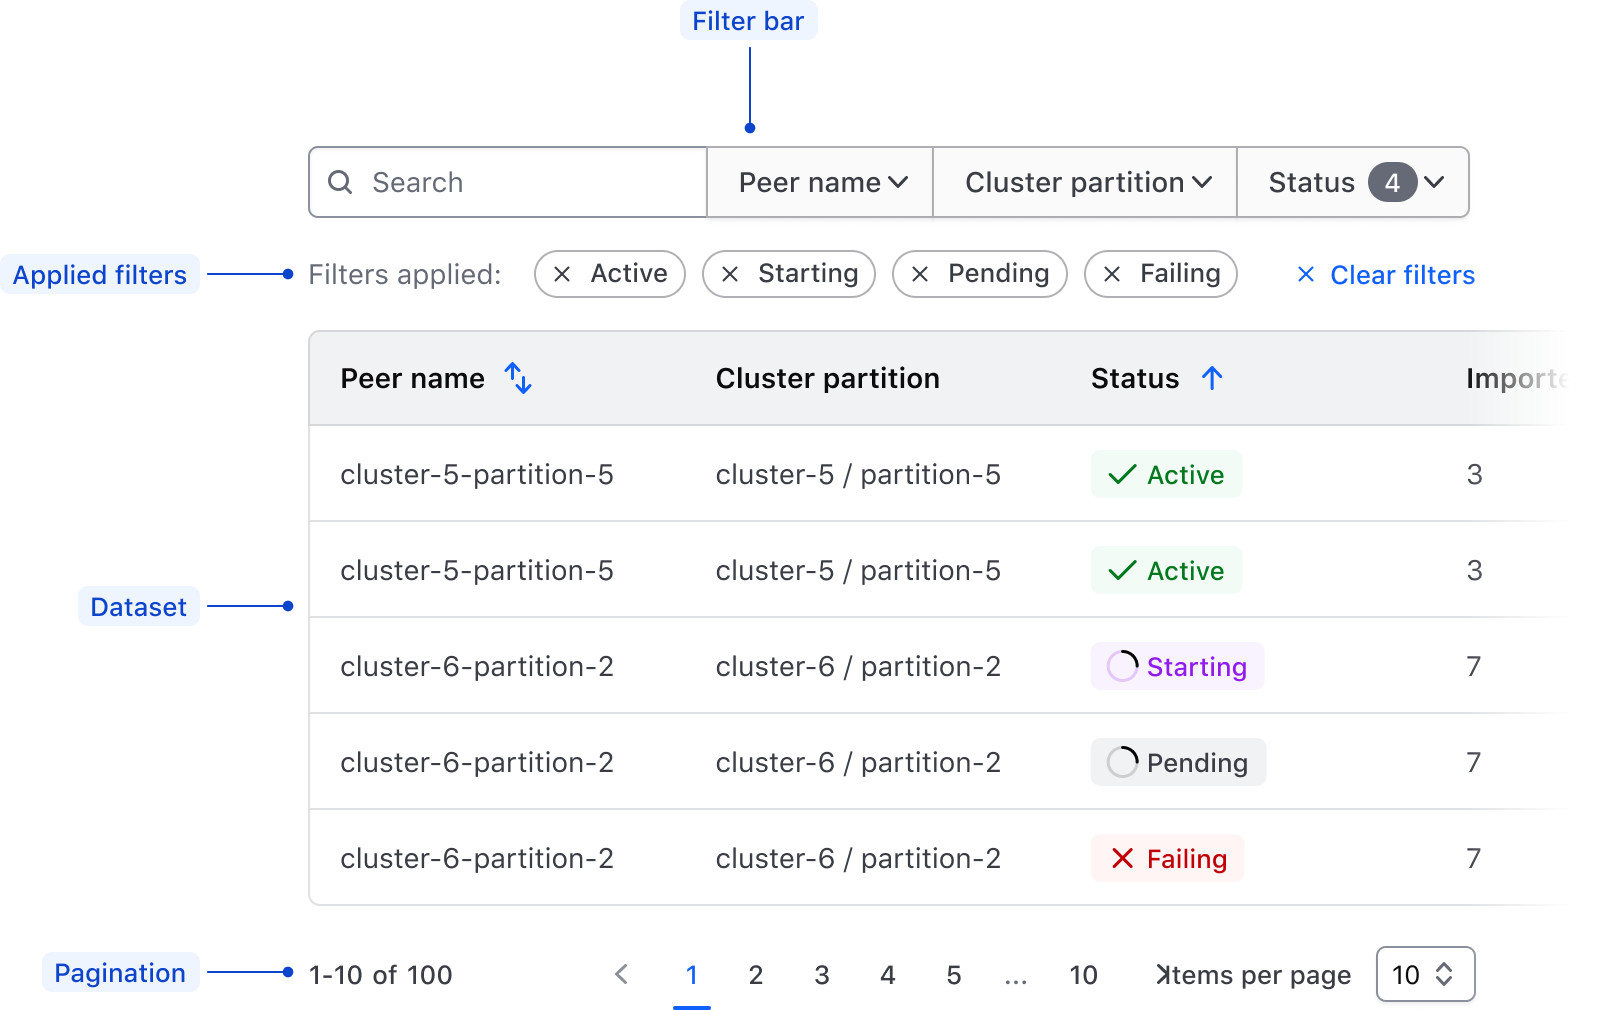 Filter bar
Search Peer name Cluster partition Status 4
Applied filters Filters applied: Active Starting Pending Failing Clear filters
Peer name Cluster partition Status Importe
cluster-5-partition-5 cluster-5 / partition-5 Active 3
cluster-5-partition-5 cluster-5 / partition-5 Active 3
Dataset
cluster-6-partition-2 cluster-6 / partition-2 Starting 7
cluster-6-partition-2 cluster-6 / partition-2 Pending 7
cluster-6-partition-2 cluster-6 / partition-2 Failing 7
Pagination 1-10 of 100 1 2 3 4 5 ... 10 Items per page 10